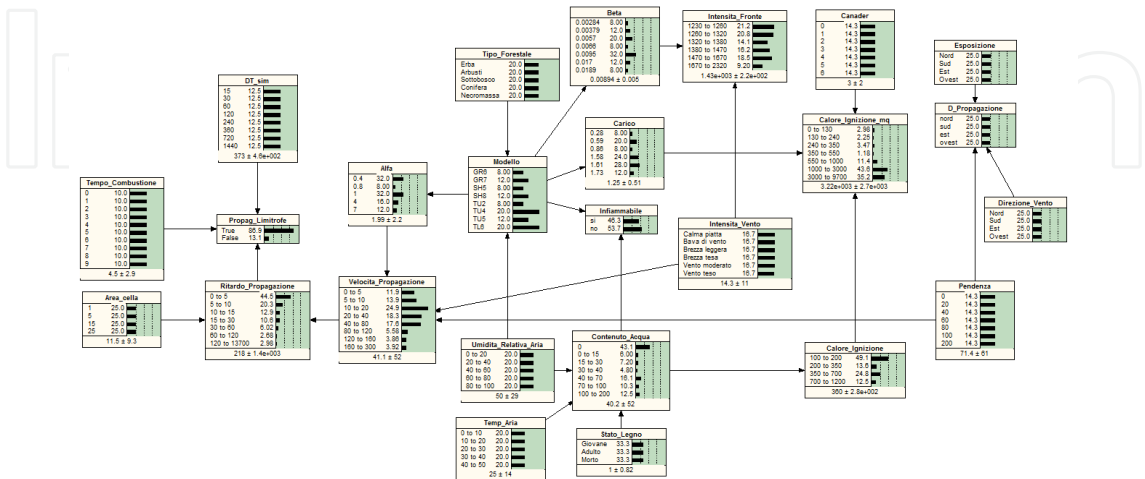 Beta
0.00284 8.00
0.00379 12.0
0.0057 20.0
0.0066 8.00
0.0095 32.0
0.017 12.0
0.0189 8.00
0.00894 ± 0.005
Intensita_Fronte
1230 to 1260 21.2
1260 to 1320 20.8
1320 to 1380 14.1
1380 to 1470 16.2
1470 to 1670 18.5
1670 to 2320 9.20
1.43e+003 ± 2.2e+002
Canader
0 14.3
1 14.3
2 14.3
3 14.3
4 14.3
5 14.3
6 14.3
3 ± 2
Tipo_Forestale
Erba 20.0
Arbusti 20.0
Sottobosco 20.0
Conifera 20.0
Necromassa 20.0
Esposizione
Nord 25.0
Sud 25.0
Est 25.0
Ovest 25.0
DT_sim
15 12.5
30 12.5
60 12.5
120 12.5
240 12.5
360 12.5
720 12.5
1440 12.5
373 ± 4.6e+002
D_Propagazione
nord 25.0
sud 25.0
est 25.0
ovest 25.0
Calore_Ignizione_mq
0 to 130 2.98
130 to 240 2.25
240 to 350 3.47
350 to 550 1.18
550 to 1000 11.4
1000 to 3000 43.6
3000 to 9700 35.2
3.22e+003 ± 2.7e+003
Carico
0.28 8.00
0.59 20.0
0.86 8.00
1.58 24.0
1.61 28.0
1.73 12.0
1.25 ± 0.51
Modello
GR6 8.00
GR7 12.0
SH5 8.00
SH8 12.0
TU2 8.00
TU4 20.0
TU5 12.0
TL6 20.0
Alfa
0.4 32.0
0.8 8.00
1 32.0
4 16.0
7 12.0
1.99 ± 2.2
Tempo_Combustione
0 10.0
1 10.0
2 10.0
3 10.0
4 10.0
5 10.0
6 10.0
7 10.0
8 10.0
9 10.0
4.5 ± 2.9
Propag_Limitrofe
True 86.9
False 13.1
Infiammabile
si 46.3
no 53.7
Intensita_Vento
Calma piatta 16.7
Bava di vento 16.7
Brezza leggera 16.7
Brezza tesa 16.7
Vento moderato 16.7
Vento teso 16.7
14.3 ± 11
Direzione_Vento
Nord 25.0
Sud 25.0
Est 25.0
Ovest 25.0
Area_cella
1 25.0
5 25.0
15 25.0
25 25.0
11.5 ± 9.3
Ritardo_Propagazione
0 to 5 44.5
5 to 10 20.3
10 to 15 12.9
15 to 30 10.6
30 to 60 6.02
60 to 120 2.68
120 to 13700 2.98
218 ± 1.4e+003
Velocita_Propagazione
0 to 5 11.9
5 to 10 13.9
10 to 20 24.9
20 to 40 18.3
40 to 80 17.6
80 to 120 5.58
120 to 160 3.86
160 to 300 3.92
41.1 ± 52
Pendenza
0 14.3
20 14.3
40 14.3
60 14.3
80 14.3
100 14.3
200 14.3
71.4 ± 61
Umidita_Relativa_Aria
0 to 20 20.0
20 to 40 20.0
40 to 60 20.0
60 to 80 20.0
80 to 100 20.0
50 ± 29
Contenuto_Acqua
0 43.1
0 to 15 6.00
15 to 30 7.20
30 to 40 4.80
40 to 70 16.1
70 to 100 10.3
100 to 200 12.5
40.2 ± 52
Calore_Ignizione
100 to 200 49.1
200 to 350 13.6
350 to 700 24.8
700 to 1200 12.5
360 ± 2.8e+002
Temp_Aria
0 to 10 20.0
10 to 20 20.0
20 to 30 20.0
30 to 40 20.0
40 to 50 20.0
25 ± 14
Stato_Legno
Giovane 33.3
Adulto 33.3
Morto 33.3
1 ± 0.82